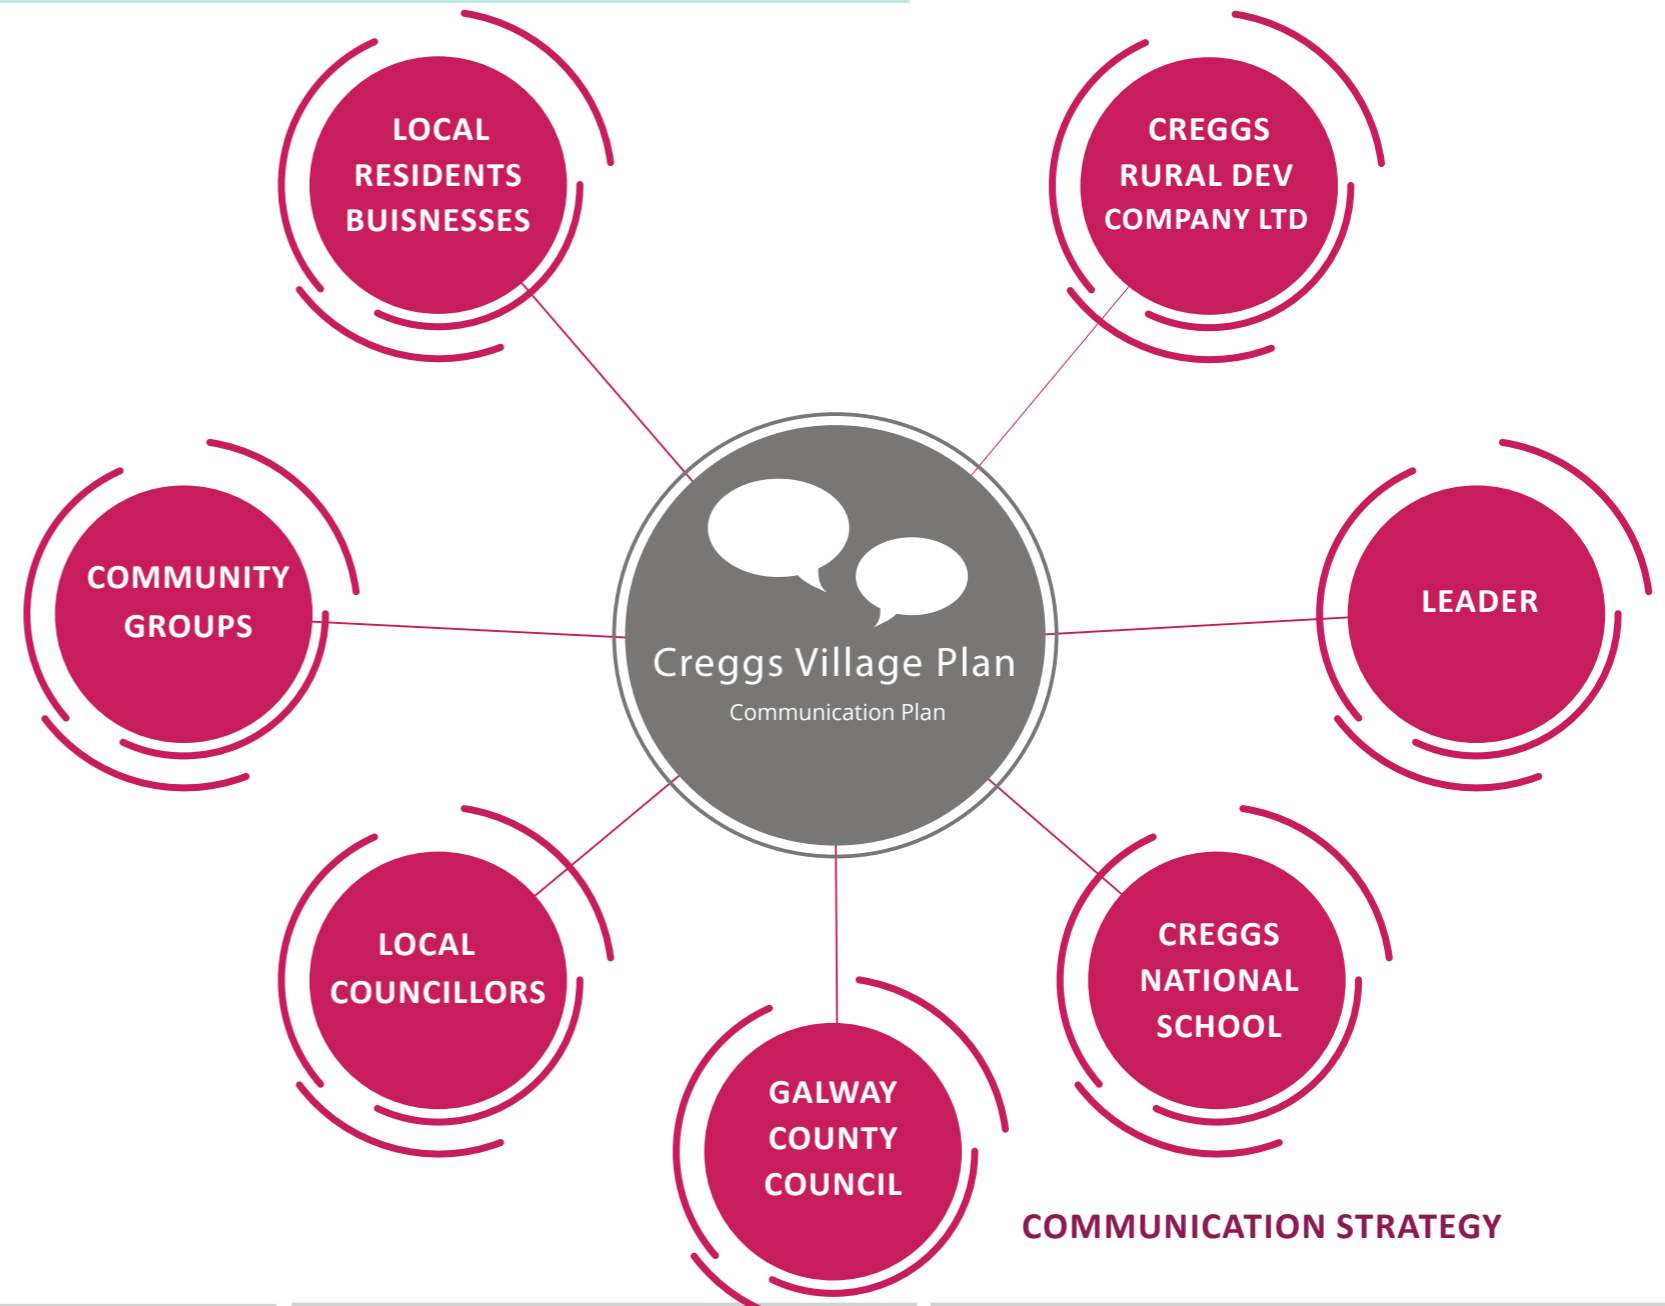 LOCAL
RESIDENTS
BUISNESSES
CREGGS
RURAL DEV
COMPANY LTD
COMMUNITY
GROUPS
LEADER
Creggs Village Plan
Communication Plan
LOCAL
COUNCILLORS
CREGGS
NATIONAL
SCHOOL
GALWAY
COUNTY
COUNCIL
COMMUNICATION STRATEGY